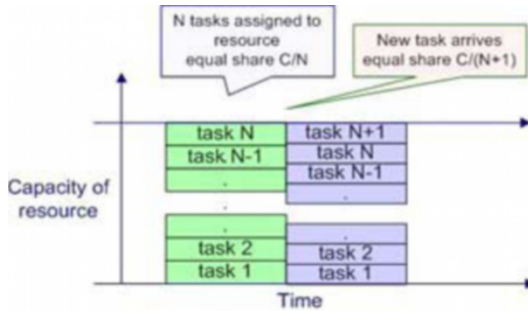 N tasks assigned to
resource
equal share C/N
New task arrives
equal share C/(N+1)
Capacity of
resource
task N
task N-1
.
.
.
task 2
task 1
task N+1
task N
task N-1
.
.
task 2
task 1
Time